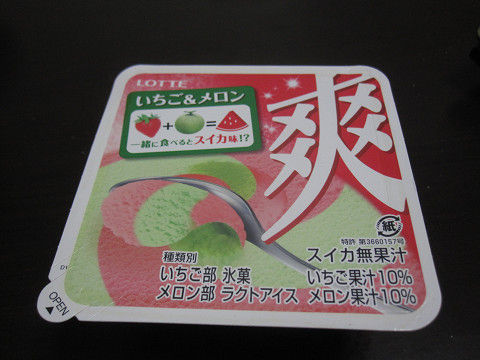 LOTTE
いちご&メロン
+ =
一緒に食べるとスイカ味!?
爽
紙
特許 第3660157号
スイカ無果汁
種類別
いちご部 氷菓
いちご果汁10%
メロン部 ラクトアイス
メロン果汁10%
OPEN